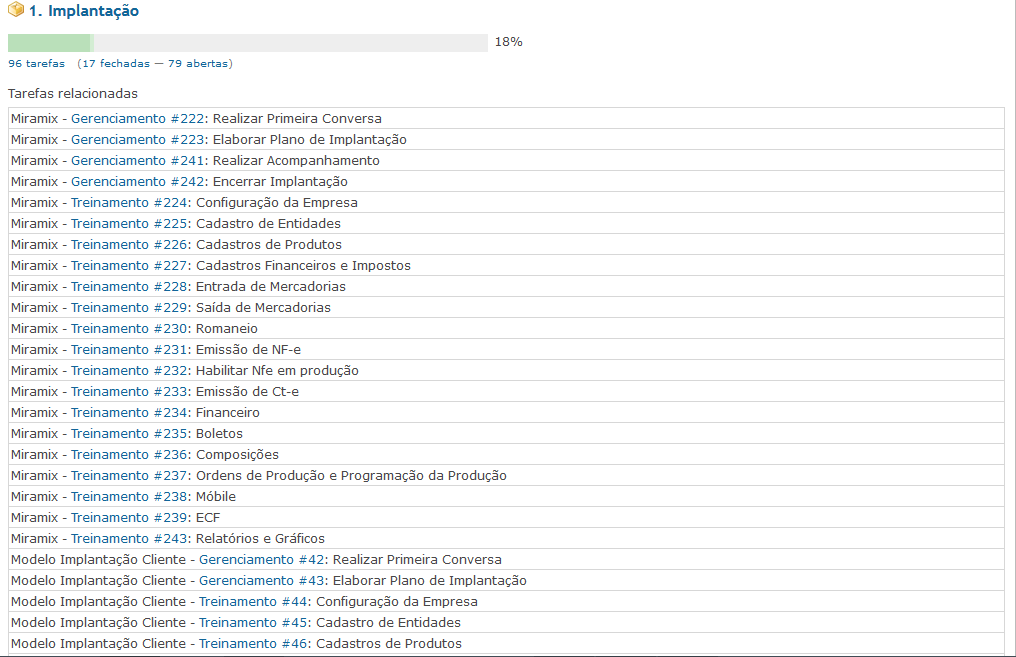 1. Implantação
18%
96 tarefas (17 fechadas — 79 abertas)
Tarefas relacionadas
Miramix - Gerenciamento #222: Realizar Primeira Conversa
Miramix - Gerenciamento #223: Elaborar Plano de Implantação
Miramix - Gerenciamento #241: Realizar Acompanhamento
Miramix - Gerenciamento #242: Encerrar Implantação
Miramix - Treinamento #224: Configuração da Empresa
Miramix - Treinamento #225: Cadastro de Entidades
Miramix - Treinamento #226: Cadastros de Produtos
Miramix - Treinamento #227: Cadastros Financeiros e Impostos
Miramix - Treinamento #228: Entrada de Mercadorias
Miramix - Treinamento #229: Saída de Mercadorias
Miramix - Treinamento #230: Romaneio
Miramix - Treinamento #231: Emissão de NF-e
Miramix - Treinamento #232: Habilitar Nfe em produção
Miramix - Treinamento #233: Emissão de Ct-e
Miramix - Treinamento #234: Financeiro
Miramix - Treinamento #235: Boletos
Miramix - Treinamento #236: Composições
Miramix - Treinamento #237: Ordens de Produção e Programação da Produção
Miramix - Treinamento #238: Móbile
Miramix - Treinamento #239: ECF
Miramix - Treinamento #243: Relatórios e Gráficos
Modelo Implantação Cliente - Gerenciamento #42: Realizar Primeira Conversa
Modelo Implantação Cliente - Gerenciamento #43: Elaborar Plano de Implantação
Modelo Implantação Cliente - Treinamento #44: Configuração da Empresa
Modelo Implantação Cliente - Treinamento #45: Cadastro de Entidades
Modelo Implantação Cliente - Treinamento #46: Cadastros de Produtos